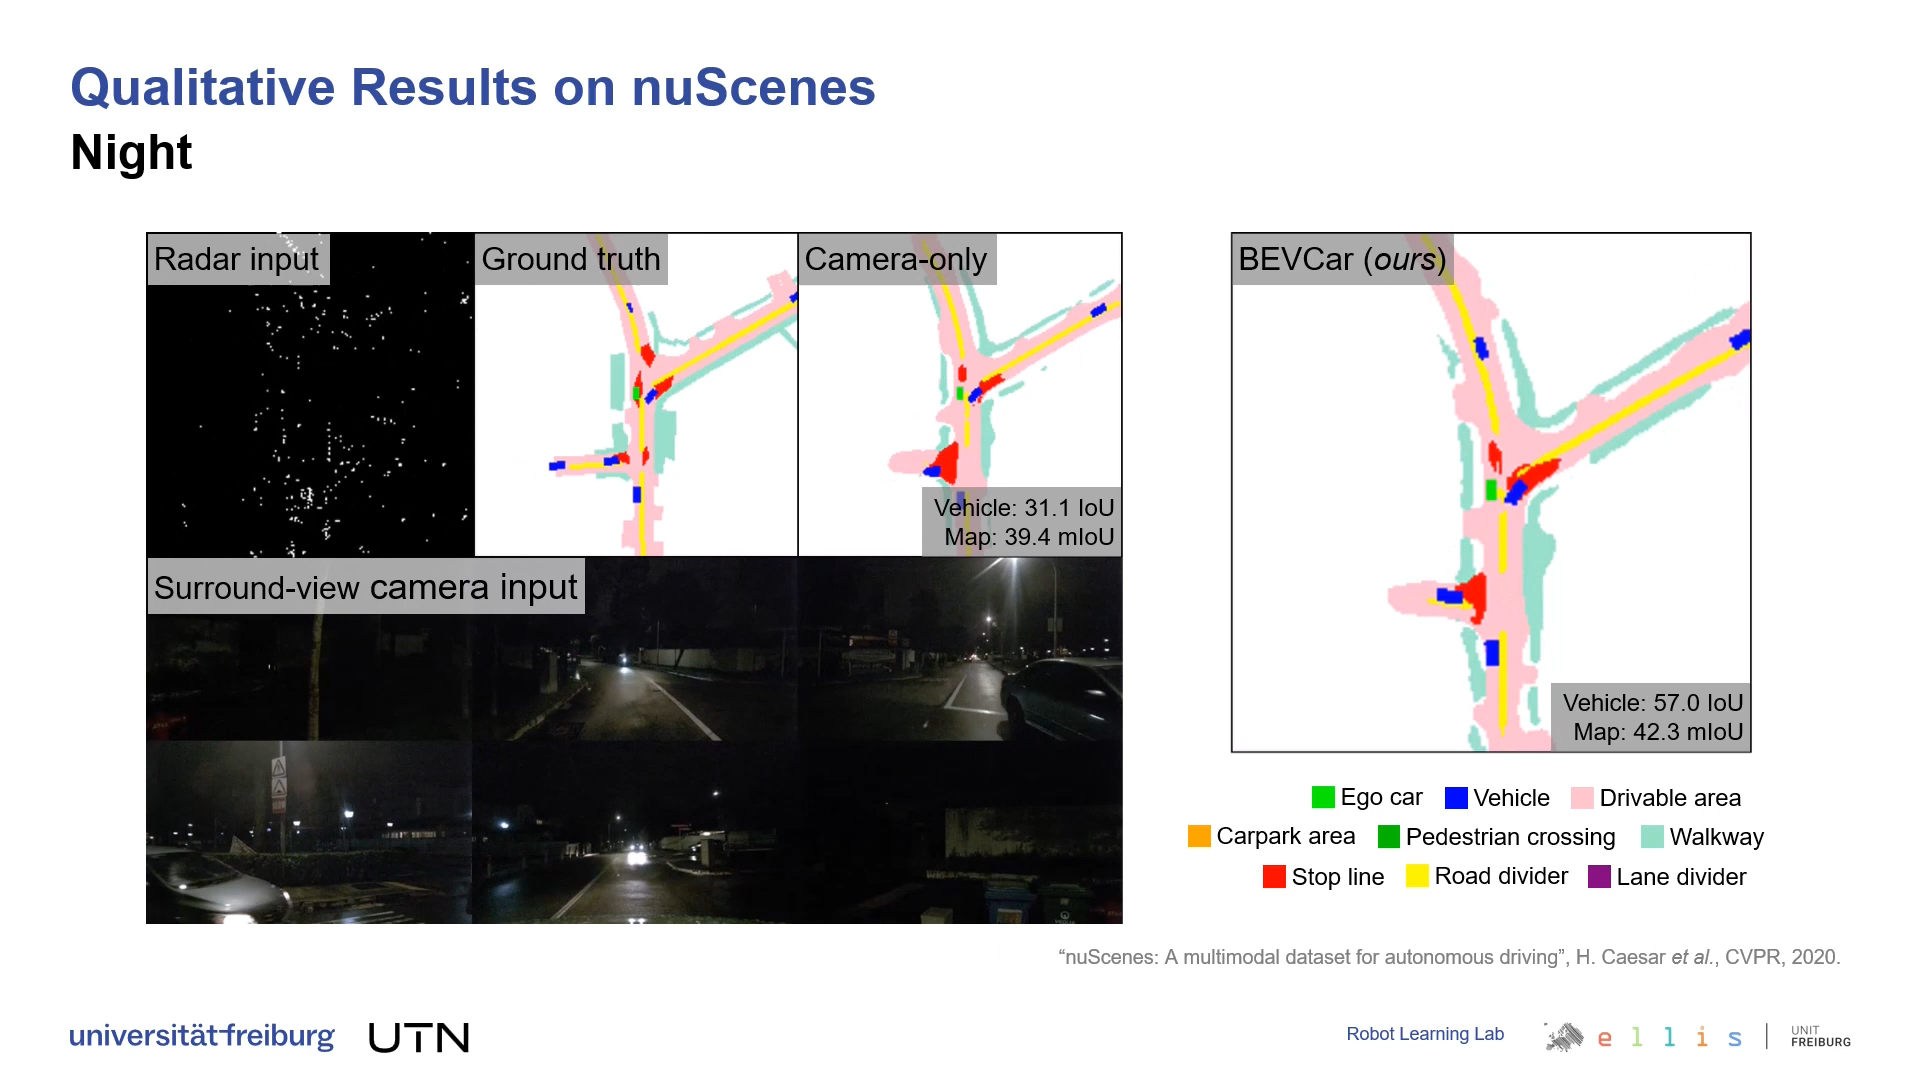 Qualitative Results on nuScenes
Night
Radar input
Ground truth
Camera-only
Vehicle: 31.1 IoU
Map: 39.4 mIoU
Surround-view camera input
BEVCar (ours)
Vehicle: 57.0 IoU
Map: 42.3 mIoU
Ego car Vehicle Drivable area
Carpark area Pedestrian crossing Walkway
Stop line Road divider Lane divider
“nuScenes: A multimodal dataset for autonomous driving”, H. Caesar et al., CVPR, 2020.
universität freiburg
UTN
Robot Learning Lab
ellis
UNIT
FREIBURG